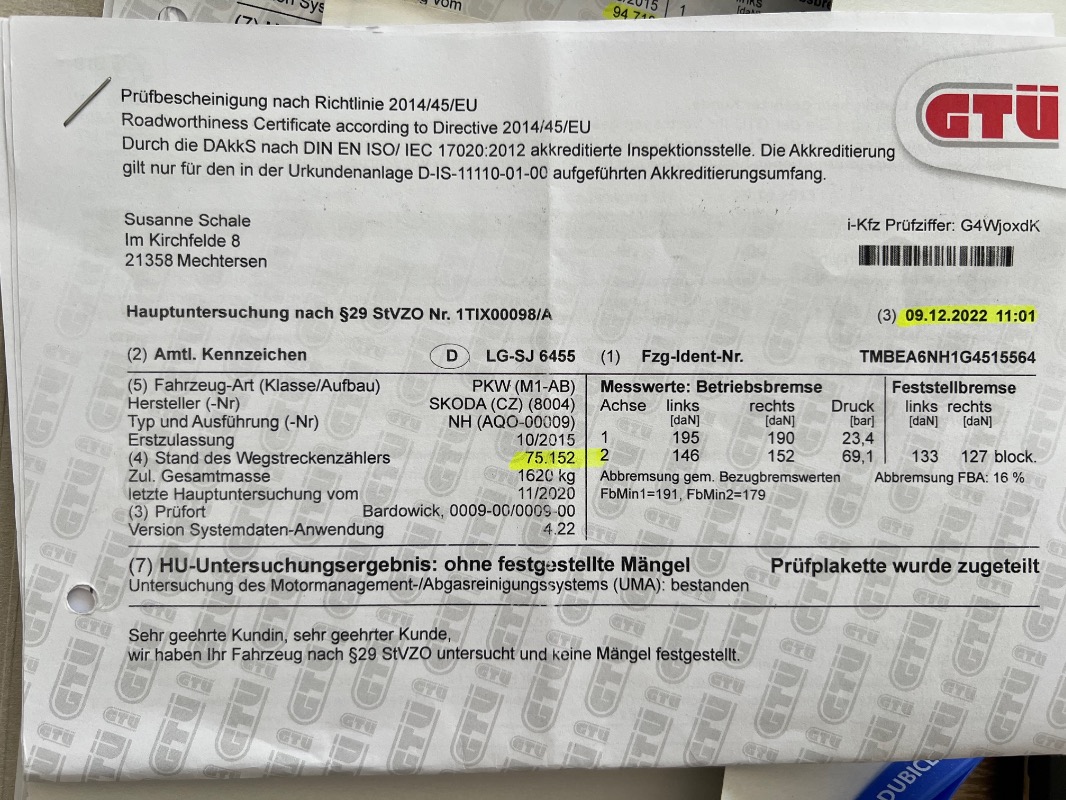 94.718
GTÜ
Prüfbescheinigung nach Richtlinie 2014/45/EU
Roadworthiness Certificate according to Directive 2014/45/EU
Durch die DAkkS nach DIN EN ISO/ IEC 17020:2012 akkreditierte Inspektionsstelle. Die Akkreditierung
gilt nur für den in der Urkundenanlage D-IS-11110-01-00 aufgeführten Akkreditierungsumfang.
Susanne Schale
Im Kirchfelde 8
21358 Mechtersen
i-Kfz Prüfziffer: G4WjoxdK
Hauptuntersuchung nach §29 StVZO Nr. 1TIX00098/A (3) 09.12.2022 11:01
(2) Amtl. Kennzeichen D LG-SJ 6455 (1) Fzg-Ident-Nr. TMBEA6NH1G4515564
(5) Fahrzeug-Art (Klasse/Aufbau) PKW (M1-AB)
Hersteller (-Nr) SKODA (CZ) (8004)
Typ und Ausführung (-Nr) NH (AQO-00009)
Erstzulassung 10/2015
(4) Stand des Wegstreckenzählers 75.152
Zul. Gesamtmasse 1620 kg
letzte Hauptuntersuchung vom 11/2020
(3) Prüfort Bardowick, 0009-00/0009-00
Version Systemdaten-Anwendung 4.22
Messwerte: Betriebsbremse Feststellbremse
Achse links rechts Druck links rechts
[daN] [daN] [bar] [daN] [daN]
1 195 190 23,4
2 146 152 69,1 133 127 block.
Abbremsung gem. Bezugbremswerten Abbremsung FBA: 16 %
FbMin1=191, FbMin2=179
(7) HU-Untersuchungsergebnis: ohne festgestellte Mängel Prüfplakette wurde zugeteilt
Untersuchung des Motormanagement-/Abgasreinigungssystems (UMA): bestanden
Sehr geehrte Kundin, sehr geehrter Kunde,
wir haben Ihr Fahrzeug nach §29 StVZO untersucht und keine Mängel festgestellt.